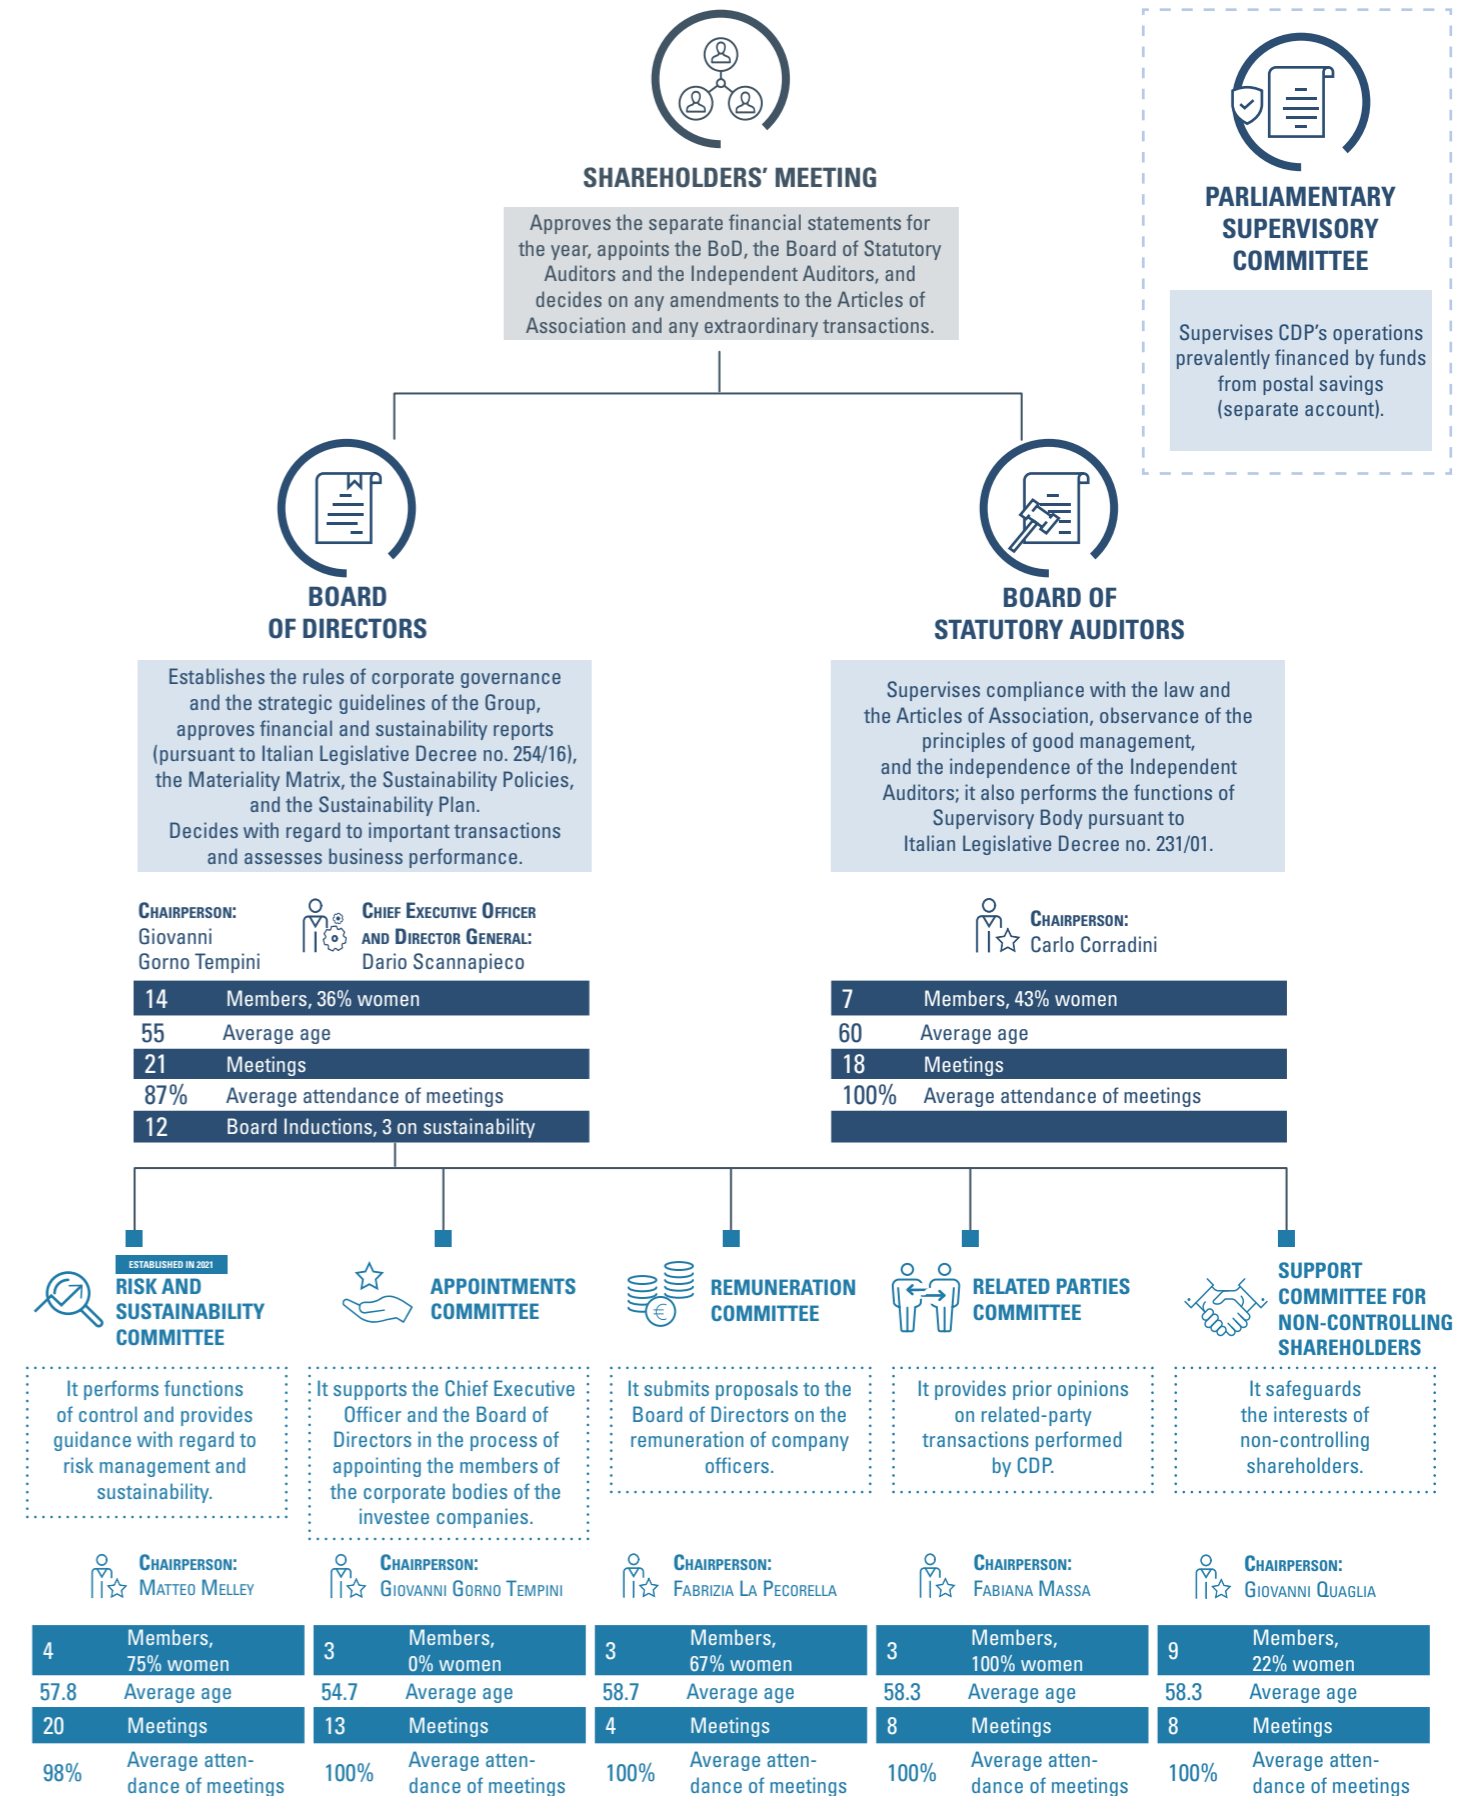 SHAREHOLDERS’ MEETING
Approves the separate financial statements for
the year, appoints the BoD, the Board of Statutory
Auditors and the Independent Auditors, and
decides on any amendments to the Articles of
Association and any extraordinary transactions.
PARLIAMENTARY
SUPERVISORY
COMMITTEE
Supervises CDP’s operations
prevalently financed by funds
from postal savings
(separate account).
BOARD
OF DIRECTORS
Establishes the rules of corporate governance
and the strategic guidelines of the Group,
approves financial and sustainability reports
(pursuant to Italian Legislative Decree no. 254/16),
the Materiality Matrix, the Sustainability Policies,
and the Sustainability Plan.
Decides with regard to important transactions
and assesses business performance.
CHAIRPERSON:
Giovanni
Gorno Tempini
CHIEF EXECUTIVE OFFICER
AND DIRECTOR GENERAL:
Dario Scannapieco
14 Members, 36% women
55 Average age
21 Meetings
87% Average attendance of meetings
12 Board Inductions, 3 on sustainability
BOARD OF
STATUTORY AUDITORS
Supervises compliance with the law and
the Articles of Association, observance of the
principles of good management,
and the independence of the Independent
Auditors; it also performs the functions of
Supervisory Body pursuant to
Italian Legislative Decree no. 231/01.
CHAIRPERSON:
Carlo Corradini
7 Members, 43% women
60 Average age
18 Meetings
100% Average attendance of meetings
ESTABLISHED IN 2021
RISK AND
SUSTAINABILITY
COMMITTEE
It performs functions
of control and provides
guidance with regard to
risk management and
sustainability.
CHAIRPERSON:
MATTEO MELLEY
4 Members,
75% women
57.8 Average age
20 Meetings
98% Average atten-
dance of meetings
APPOINTMENTS
COMMITTEE
It supports the Chief Executive
Officer and the Board of
Directors in the process of
appointing the members of
the corporate bodies of the
investee companies.
CHAIRPERSON:
GIOVANNI GORNO TEMPINI
3 Members,
0% women
54.7 Average age
13 Meetings
100% Average atten-
dance of meetings
REMUNERATION
COMMITTEE
€
It submits proposals to the
Board of Directors on the
remuneration of company
officers.
CHAIRPERSON:
FABRIZIA LA PECORELLA
3 Members,
67% women
58.7 Average age
4 Meetings
100% Average atten-
dance of meetings
RELATED PARTIES
COMMITTEE
It provides prior opinions
on related-party
transactions performed
by CDP.
CHAIRPERSON:
FABIANA MASSA
3 Members,
100% women
58.3 Average age
8 Meetings
100% Average atten-
dance of meetings
SUPPORT
COMMITTEE FOR
NON-CONTROLLING
SHAREHOLDERS
It safeguards
the interests of
non-controlling
shareholders.
CHAIRPERSON:
GIOVANNI QUAGLIA
9 Members,
22% women
58.3 Average age
8 Meetings
100% Average atten-
dance of meetings